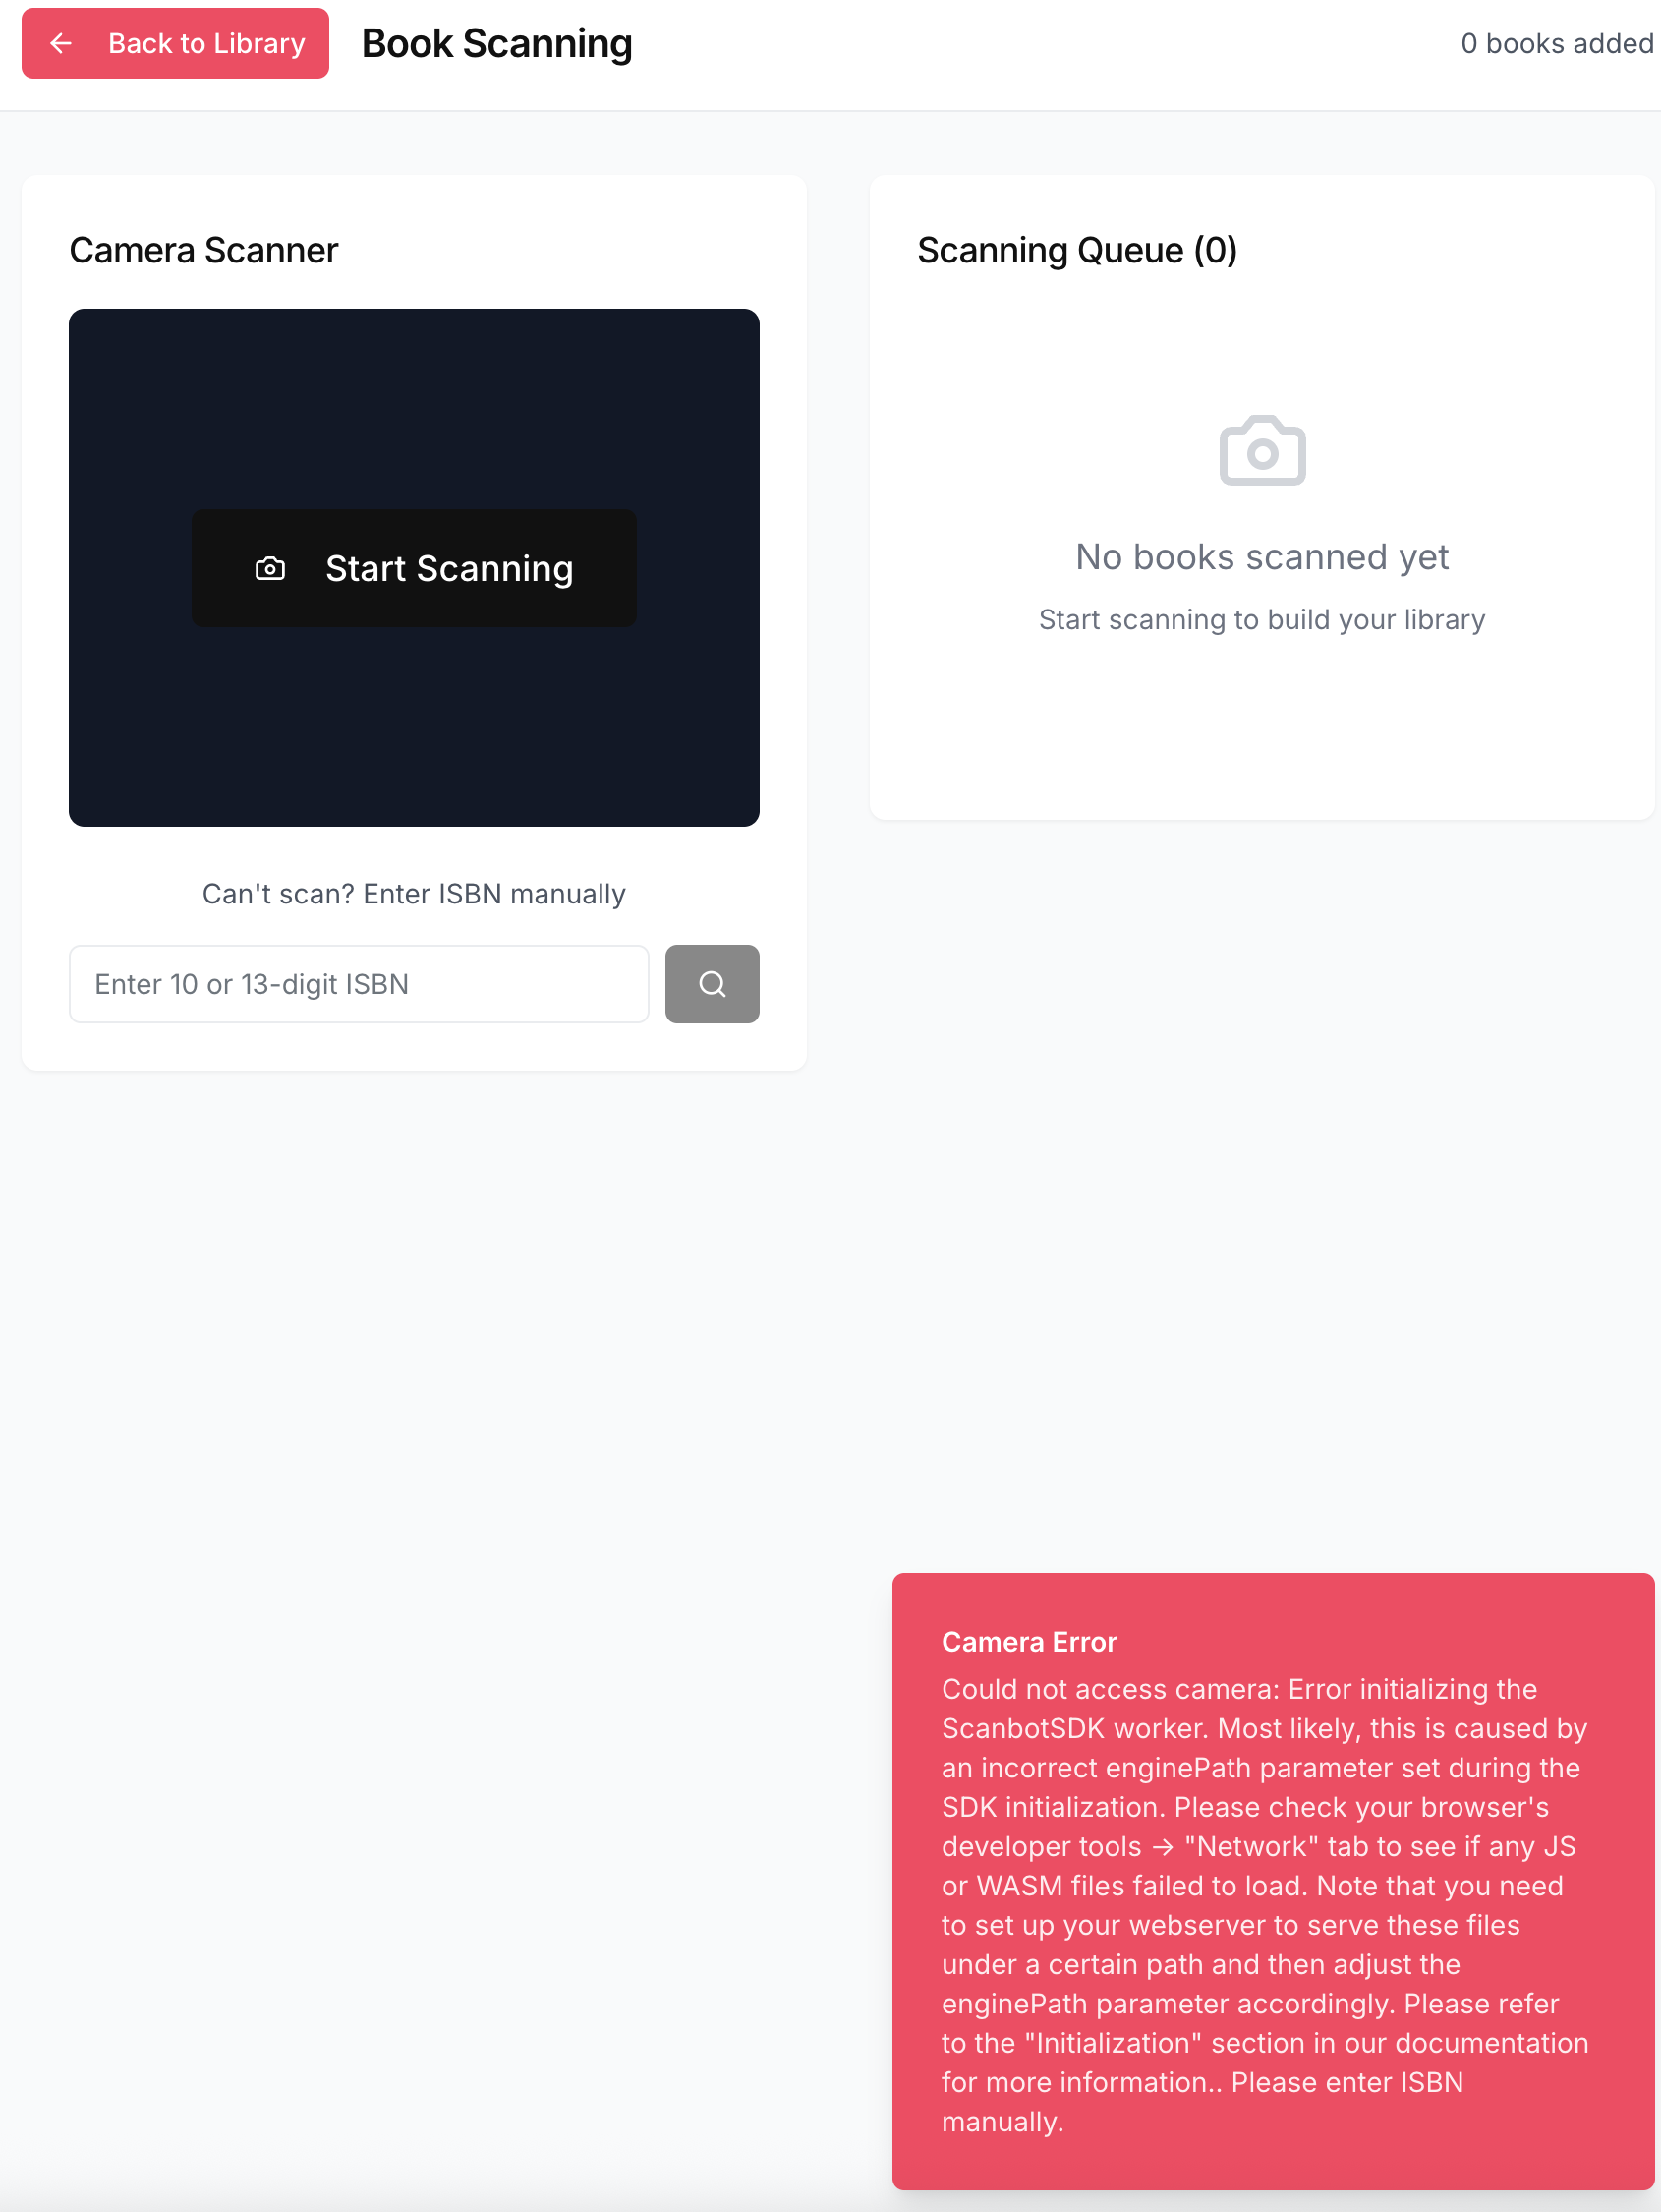 Back to Library
Book Scanning
0 books added
Camera Scanner
Start Scanning
Can't scan? Enter ISBN manually
Enter 10 or 13-digit ISBN
Scanning Queue (0)
No books scanned yet
Start scanning to build your library
Camera Error
Could not access camera: Error initializing the
ScanbotSDK worker. Most likely, this is caused by
an incorrect enginePath parameter set during the
SDK initialization. Please check your browser's
developer tools → "Network" tab to see if any JS
or WASM files failed to load. Note that you need
to set up your webserver to serve these files
under a certain path and then adjust the
enginePath parameter accordingly. Please refer
to the "Initialization" section in our documentation
for more information.. Please enter ISBN
manually.